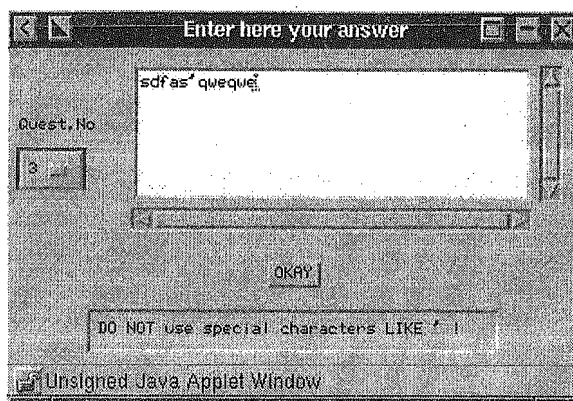 Enter here your answer
sdfas'qweqwe'
Quest.No
3
OKAY
DO NOT use special characters LIKE ' !
Unsigned Java Applet Window